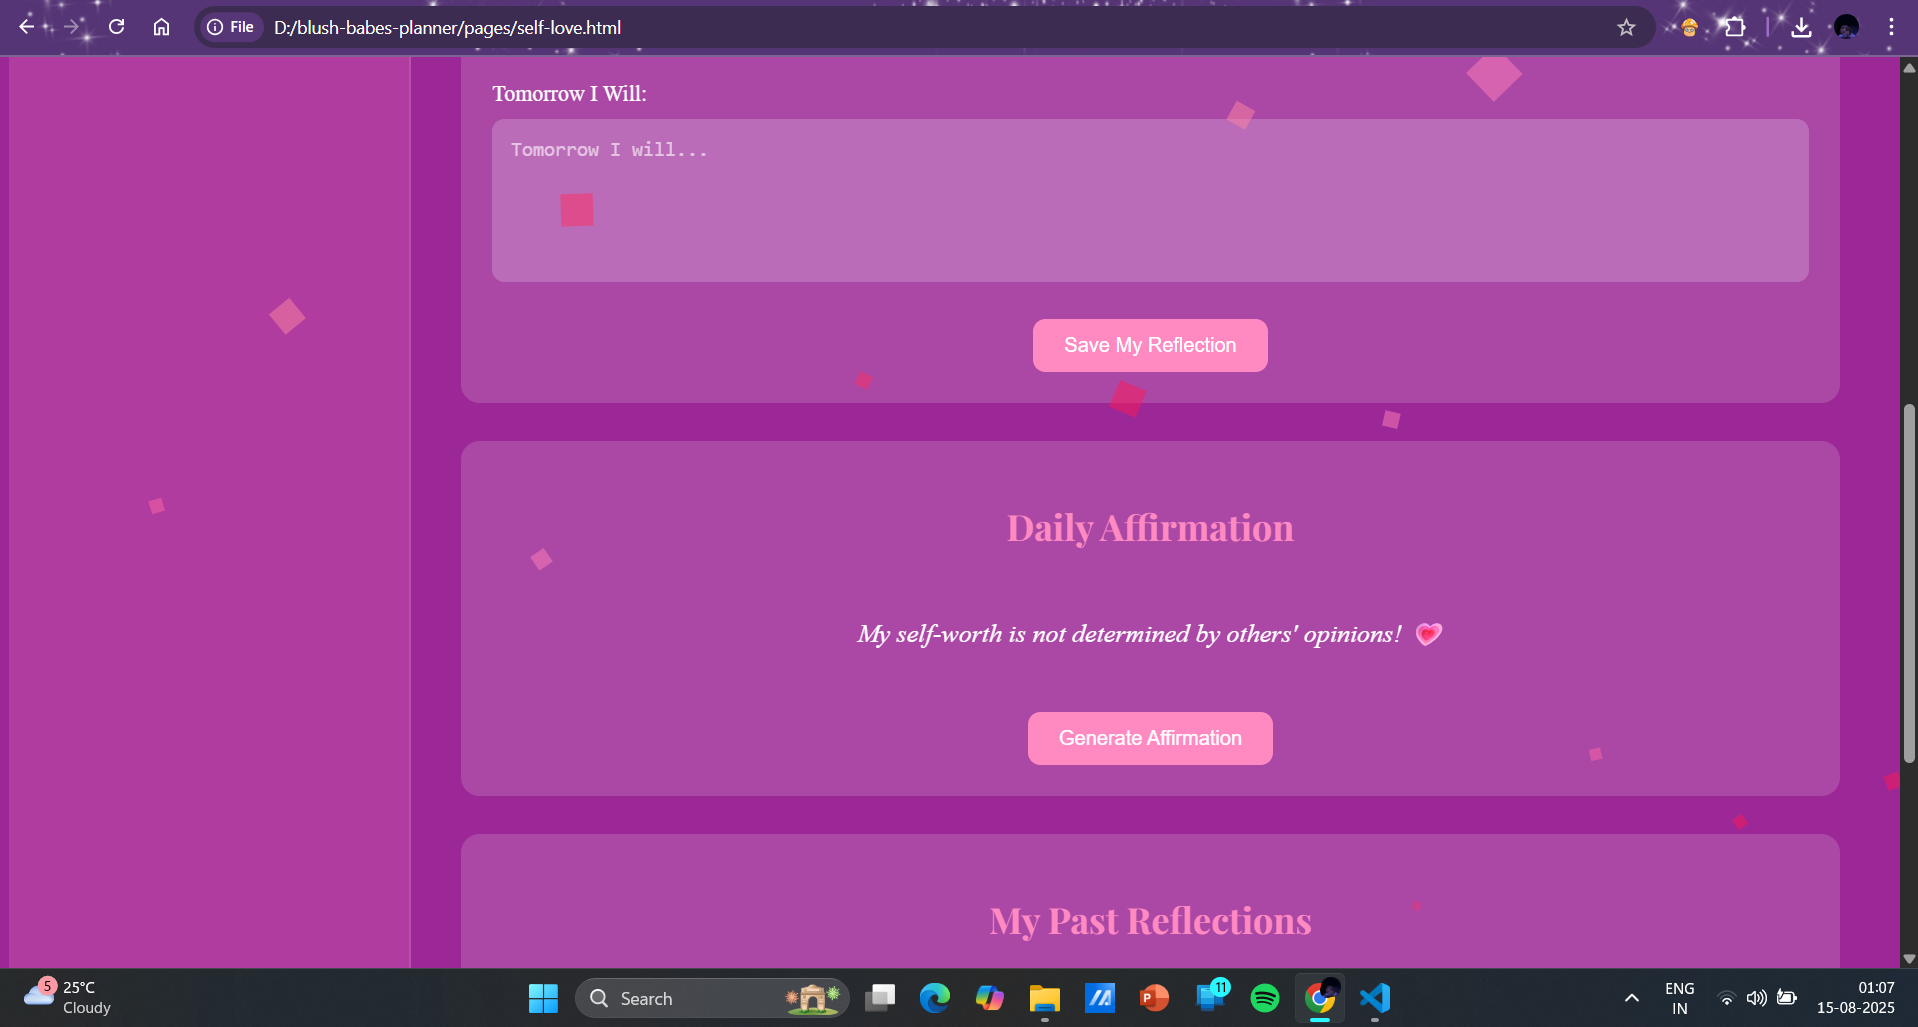 File
D:/blush-babes-planner/pages/self-love.html
Tomorrow I Will:
Tomorrow I will...
Save My Reflection
Daily Affirmation
My self-worth is not determined by others' opinions! 💗
Generate Affirmation
My Past Reflections
5
25°C
Cloudy
Search
P
11
ENG
IN
01:07
15-08-2025